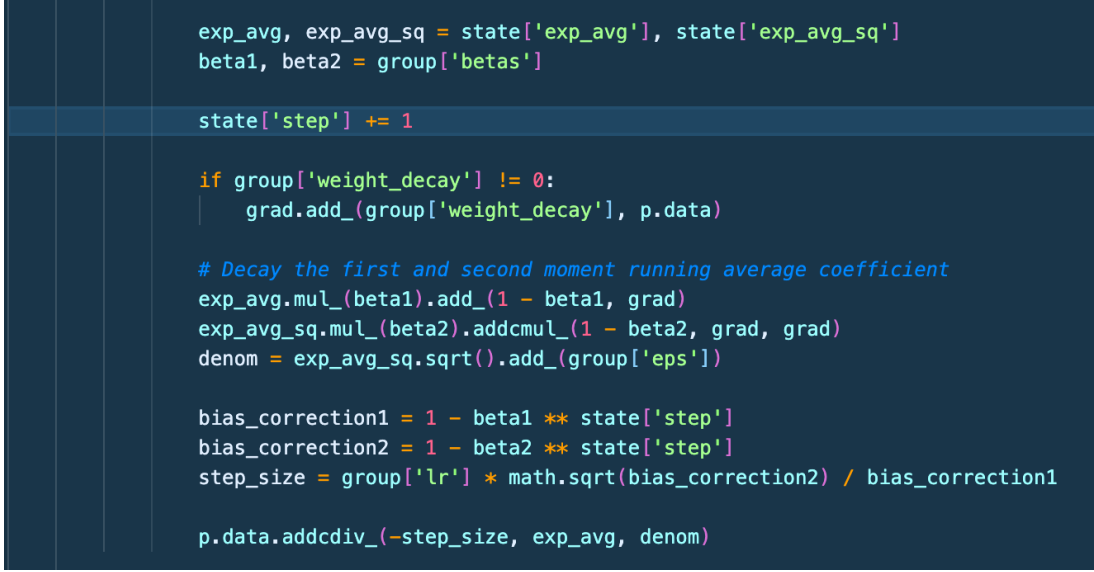 exp_avg, exp_avg_sq = state['exp_avg'], state['exp_avg_sq']
beta1, beta2 = group['betas']
state['step'] += 1
if group['weight_decay'] != 0:
grad.add_(group['weight_decay'], p.data)
# Decay the first and second moment running average coefficient
exp_avg.mul_(beta1).add_(1 - beta1, grad)
exp_avg_sq.mul_(beta2).addcmul_(1 - beta2, grad, grad)
denom = exp_avg_sq.sqrt().add_(group['eps'])
bias_correction1 = 1 - beta1 ** state['step']
bias_correction2 = 1 - beta2 ** state['step']
step_size = group['lr'] * math.sqrt(bias_correction2) / bias_correction1
p.data.addcdiv_(-step_size, exp_avg, denom)